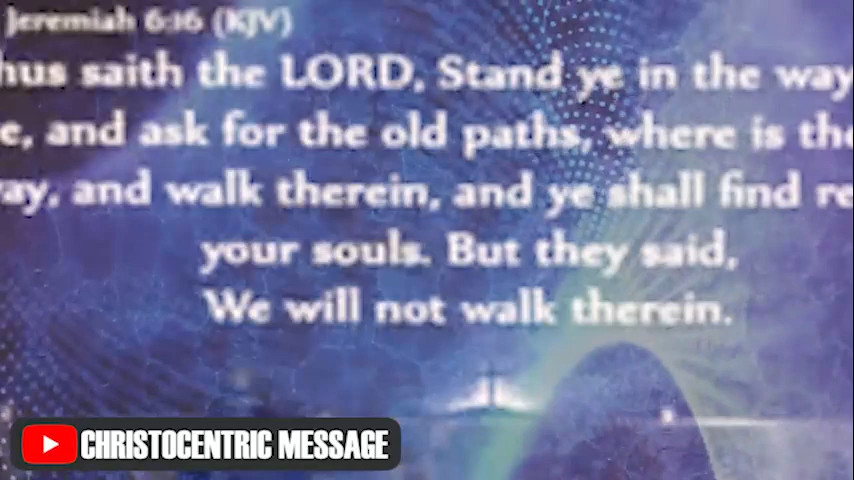 Jeremiah 6:16 (KJV)
hus saith the LORD, Stand ye in the way
e, and ask for the old paths, where is the
vay, and walk therein, and ye shall find re
your souls. But they said,
We will not walk therein.
CHRISTOCENTRIC MESSAGE